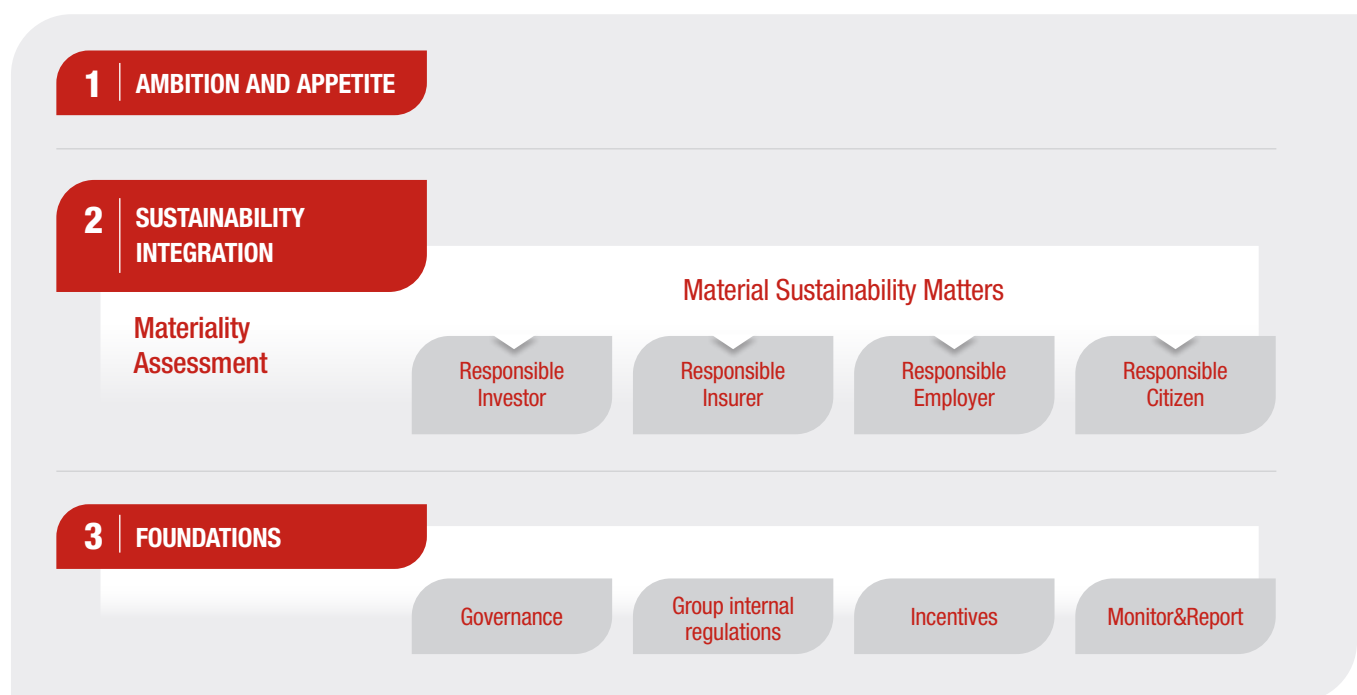 1 AMBITION AND APPETITE
2 SUSTAINABILITY
INTEGRATION
Material Sustainability Matters
Materiality
Assessment
Responsible
Investor
Responsible
Insurer
Responsible
Employer
Responsible
Citizen
3 FOUNDATIONS
Governance
Group internal
regulations
Incentives
Monitor&Report